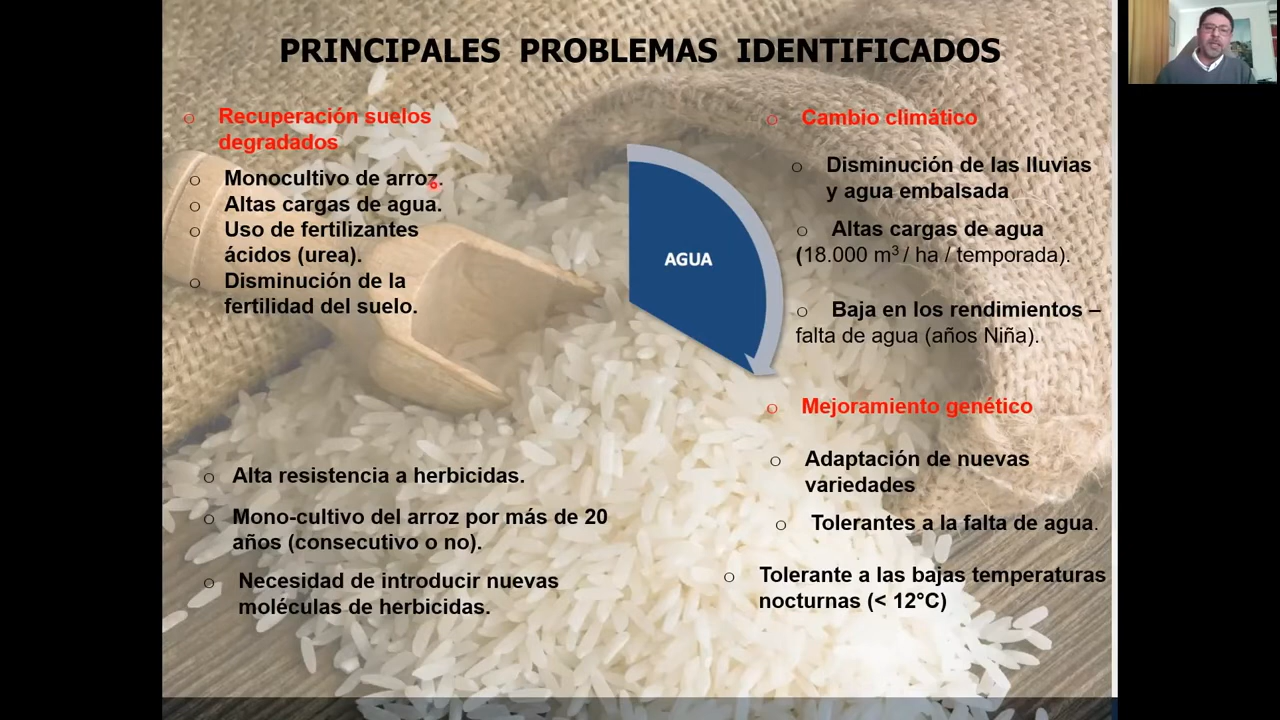 PRINCIPALES PROBLEMAS IDENTIFICADOS
o Recuperación suelos
degradados
o Monocultivo de arroz.
o Altas cargas de agua.
o Uso de fertilizantes
ácidos (urea).
o Disminución de la
fertilidad del suelo.
AGUA
o Cambio climático
o Disminución de las lluvias
y agua embalsada
o Altas cargas de agua
(18.000 m³ / ha / temporada).
o Baja en los rendimientos –
falta de agua (años Niña).
o Mejoramiento genético
o Adaptación de nuevas
variedades
o Tolerantes a la falta de agua.
o Tolerante a las bajas temperaturas
nocturnas (< 12°C)
o Alta resistencia a herbicidas.
o Mono-cultivo del arroz por más de 20
años (consecutivo o no).
o Necesidad de introducir nuevas
moléculas de herbicidas.